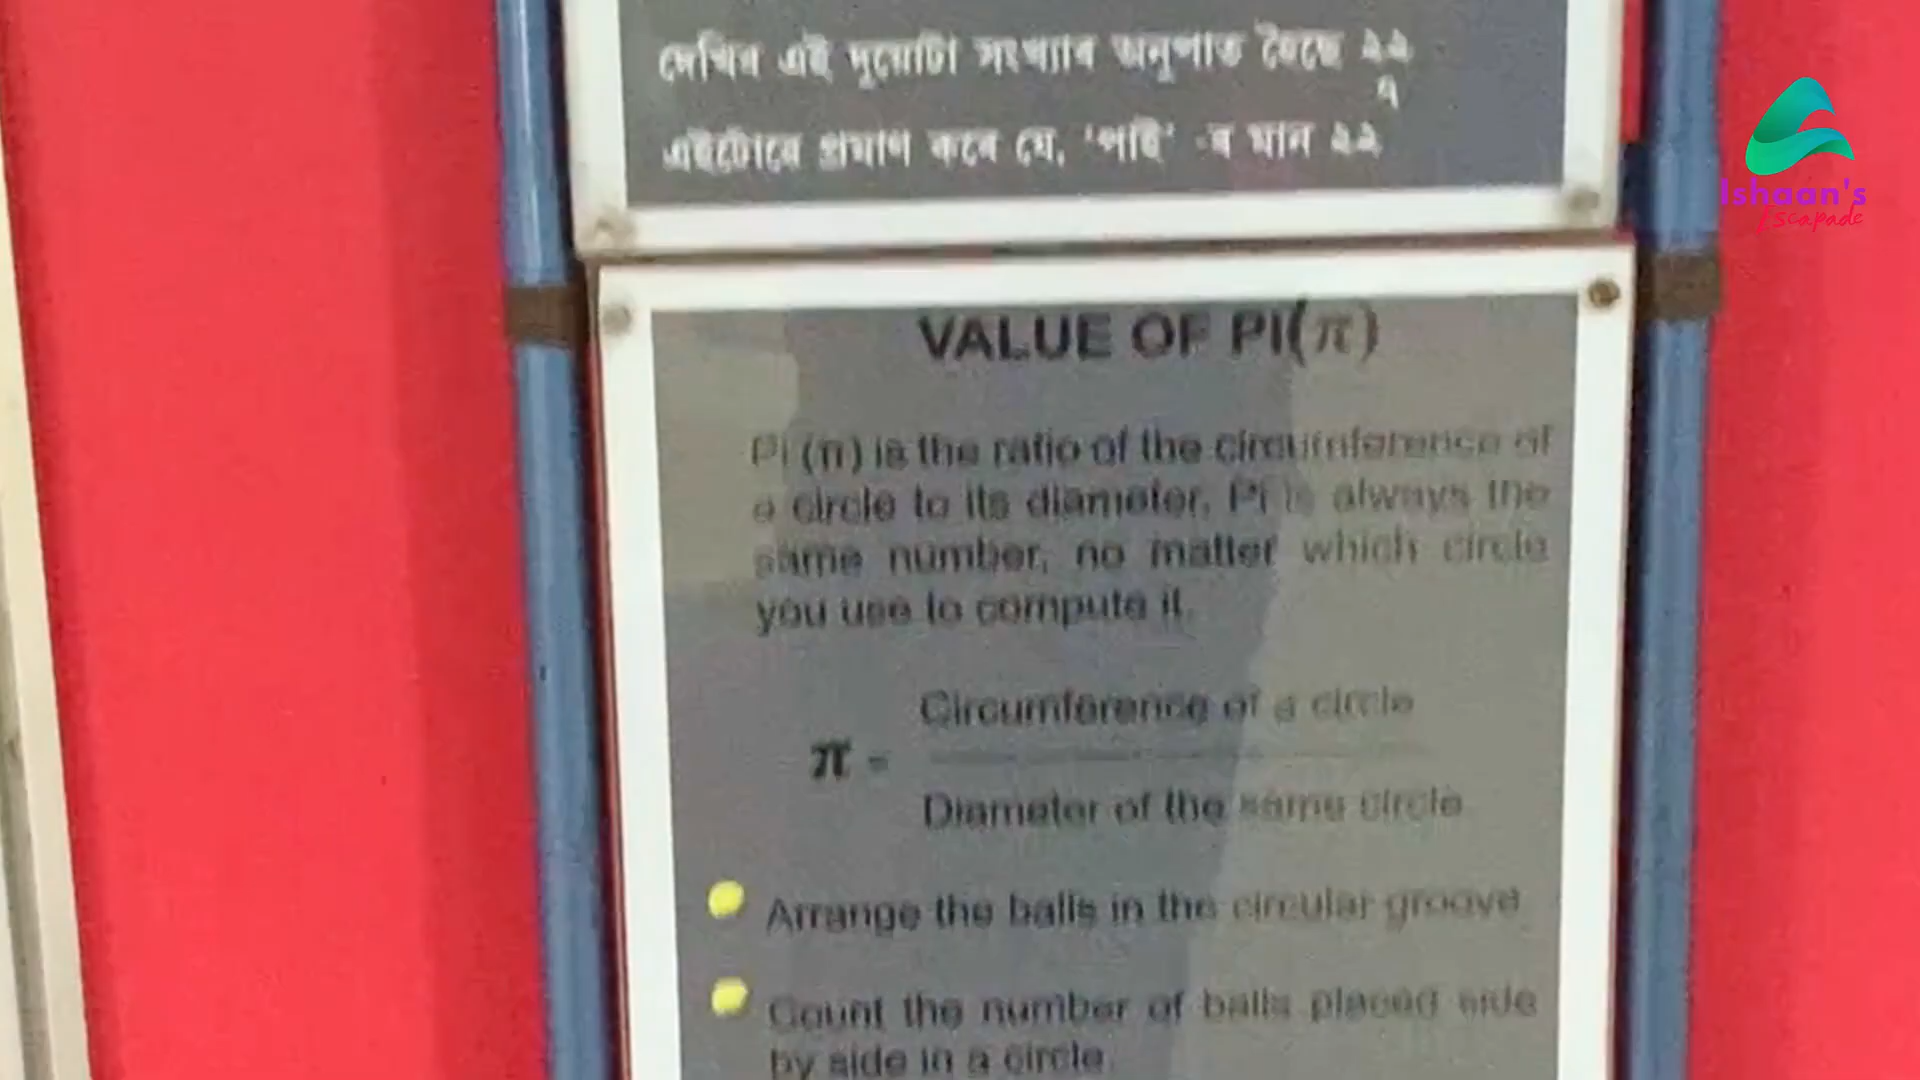 দেখিব এই দুয়োটা সংখ্যাৰ অনুপাত হৈছে ২২
৭
এইটোৱে প্ৰমাণ কৰে যে, 'পাই' -ৰ মান ২২
Ishaan's
Escapade
VALUE OF PI(π)
Pi (π) is the ratio of the circumference of
a circle to its diameter. Pi is always the
same number, no matter which circle
you use to compute it.
Circumference of a circle
π =
Diameter of the same circle
Arrange the balls in the circular groove
Count the number of balls placed side
by side in a circle.